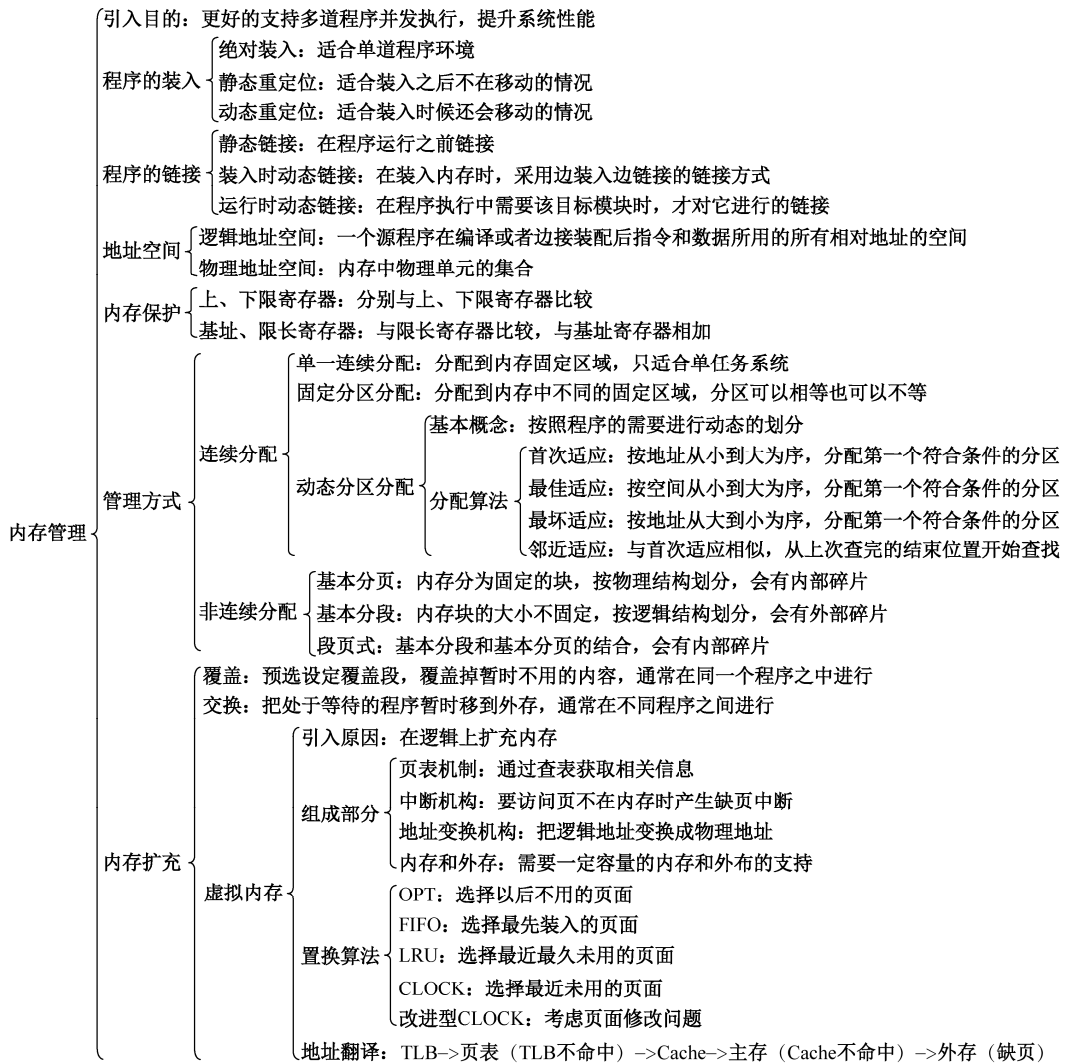 引入目的：更好的支持多道程序并发执行，提升系统性能
绝对装入：适合单道程序环境
程序的装入
静态重定位：适合装入之后不在移动的情况
动态重定位：适合装入时候还会移动的情况
静态链接：在程序运行之前链接
程序的链接
装入时动态链接：在装入内存时，采用边装入边链接的链接方式
运行时动态链接：在程序执行中需要该目标模块时，才对它进行的链接
逻辑地址空间：一个源程序在编译或者边接装配后指令和数据所用的所有相对地址的空间
地址空间
物理地址空间：内存中物理单元的集合
上、下限寄存器：分别与上、下限寄存器比较
内存保护
基址、限长寄存器：与限长寄存器比较，与基址寄存器相加
单一连续分配：分配到内存固定区域，只适合单任务系统
固定分区分配：分配到内存中不同的固定区域，分区可以相等也可以不等
基本概念：按照程序的需要进行动态的划分
连续分配
首次适应：按地址从小到大为序，分配第一个符合条件的分区
动态分区分配
最佳适应：按空间从小到大为序，分配第一个符合条件的分区
管理方式
分配算法
最坏适应：按地址从大到小为序，分配第一个符合条件的分区
内存管理
邻近适应：与首次适应相似，从上次查完的结束位置开始查找
基本分页：内存分为固定的块，按物理结构划分，会有内部碎片
非连续分配
基本分段：内存块的大小不固定，按逻辑结构划分，会有外部碎片
段页式：基本分段和基本分页的结合，会有内部碎片
覆盖：预选设定覆盖段，覆盖掉暂时不用的内容，通常在同一个程序之中进行
交换：把处于等待的程序暂时移到外存，通常在不同程序之间进行
引入原因：在逻辑上扩充内存
页表机制：通过查表获取相关信息
中断机构：要访问页不在内存时产生缺页中断
组成部分
地址变换机构：把逻辑地址变换成物理地址
内存扩充
内存和外存：需要一定容量的内存和外布的支持
虚拟内存
OPT：选择以后不用的页面
FIFO：选择最先装入的页面
置换算法
LRU：选择最近最久未用的页面
CLOCK：选择最近未用的页面
改进型CLOCK：考虑页面修改问题
地址翻译：TLB–>页表（TLB不命中）–>Cache–>主存（Cache不命中）–>外存（缺页）